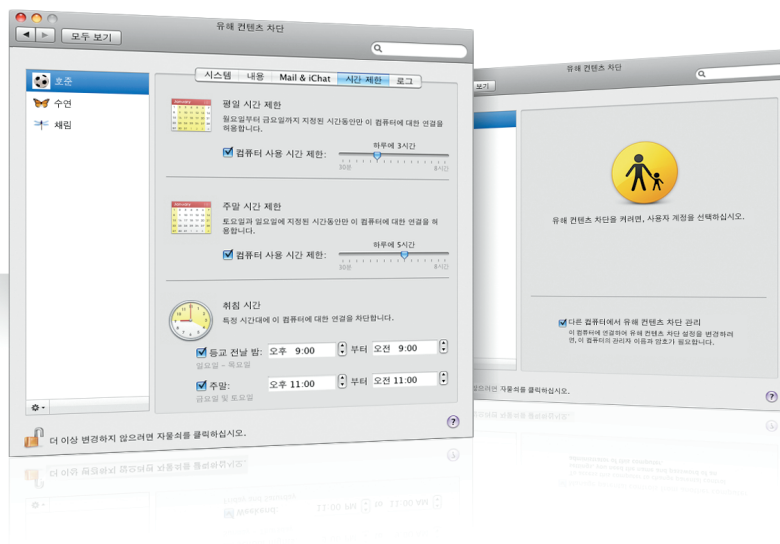 유해 컨텐츠 차단
모두 보기
시스템 내용 Mail & iChat 시간 제한 로그
호준
수연
채림
평일 시간 제한
월요일부터 금요일까지 지정된 시간동안만 이 컴퓨터에 대한 연결을
허용합니다.
컴퓨터 사용 시간 제한:
하루에 3시간
30분 8시간
주말 시간 제한
토요일과 일요일에 지정된 시간동안만 이 컴퓨터에 대한 연결을 허
용합니다.
컴퓨터 사용 시간 제한:
하루에 5시간
30분 8시간
취침 시간
특정 시간대에 이 컴퓨터에 대한 연결을 차단합니다.
등교 전날 밤: 오후 9:00 부터 오전 9:00
일요일 - 목요일
주말: 오후 11:00 부터 오전 11:00
금요일 및 토요일
더 이상 변경하지 않으려면 자물쇠를 클릭하십시오.
유해 컨텐츠 차단
보기
유해 컨텐츠 차단을 켜려면, 사용자 계정을 선택하십시오.
다른 컴퓨터에서 유해 컨텐츠 차단 관리
이 컴퓨터에 연결하여 유해 컨텐츠 차단 설정을 변경하려
면, 이 컴퓨터의 관리자 이름과 암호가 필요합니다.
않으려면 자물쇠를 클릭하십시오.